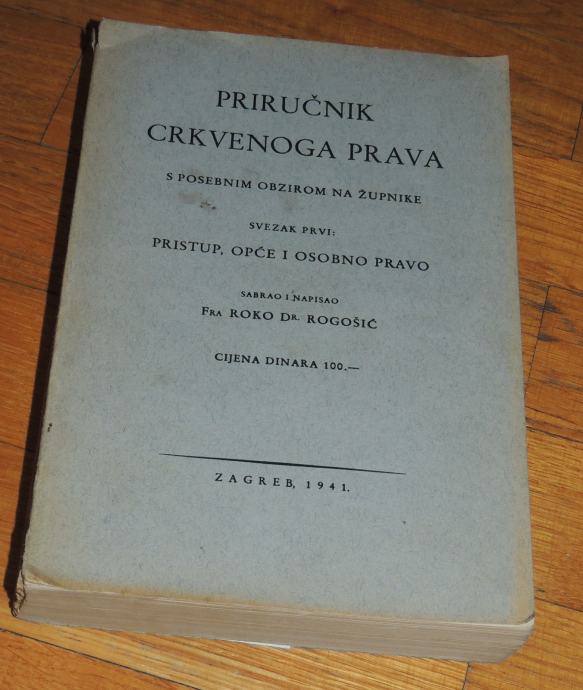 PRIRUČNIK
CRKVENOGA PRAVA
S POSEBNIM OBZIROM NA ŽUPNIKE
SVEZAK PRVI:
PRISTUP, OPĆE I OSOBNO PRAVO
SABRAO I NAPISAO
FRA ROKO DR. ROGOŠIĆ
CIJENA DINARA 100.—
ZAGREB, 1941.